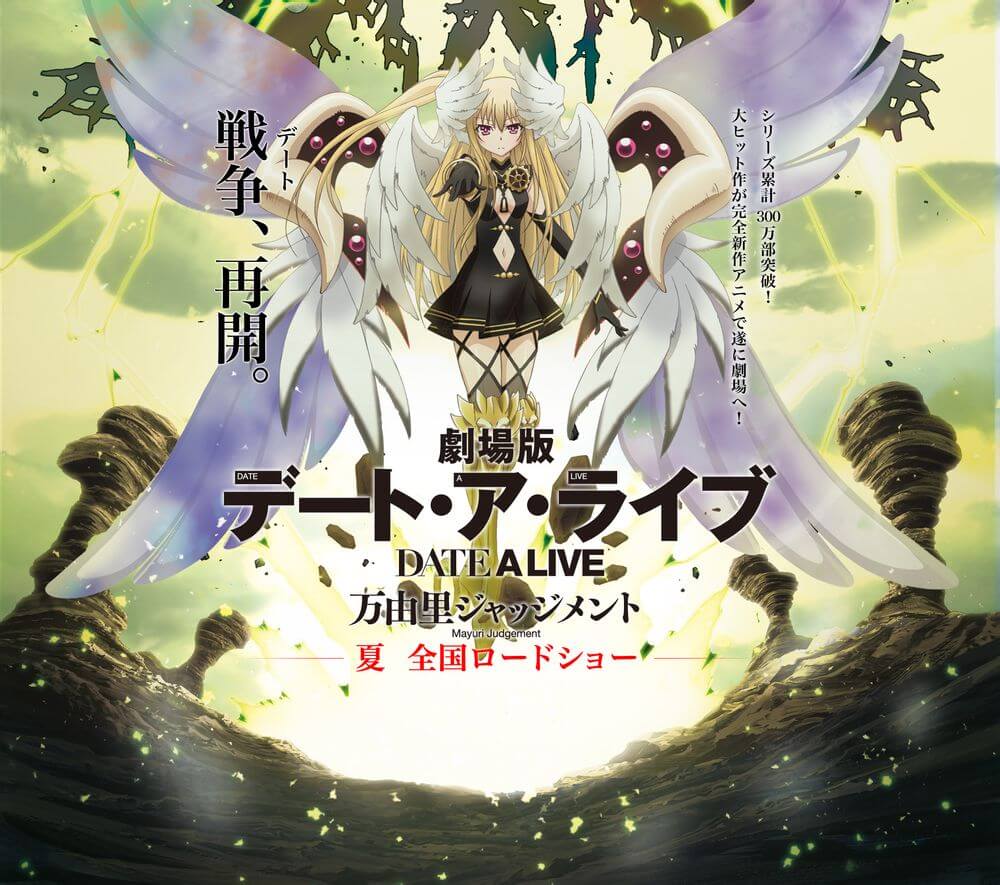 シリーズ累計300万部突破!
大ヒット作が完全新作アニメで遂に劇場へ!
デート
戦争、再開。
劇場版
DATE A LIVE
デート・ア・ライブ
DATE A LIVE
万由里ジャッジメント
Mayuri Judgement
夏 全国ロードショー